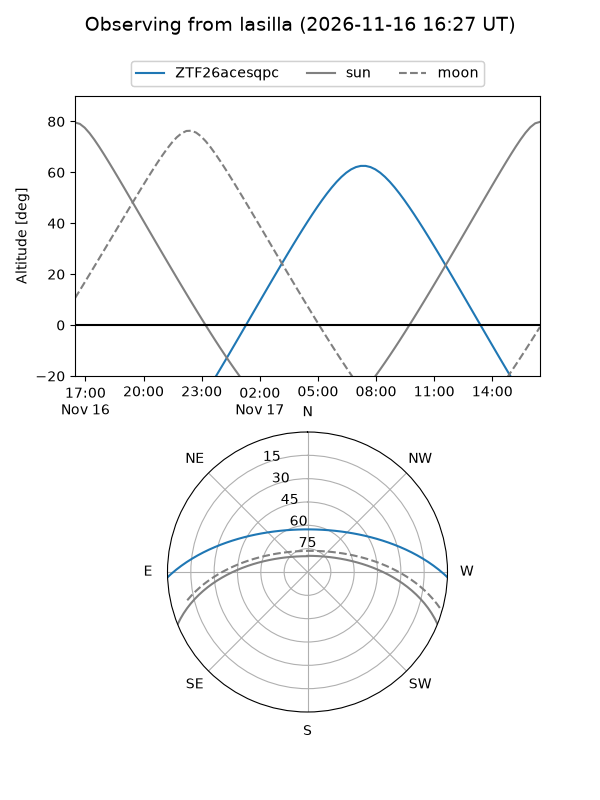 Observing from lasilla (2026-11-16 16:27 UT)
ZTF26acesqpc sun moon
Altitude [deg]
80
60
40
20
0
−20
17:00 20:00 23:00 02:00 05:00 08:00 11:00 14:00
Nov 16 Nov 17
N
NE NW
15
30
45
60
75
E W
SE SW
S